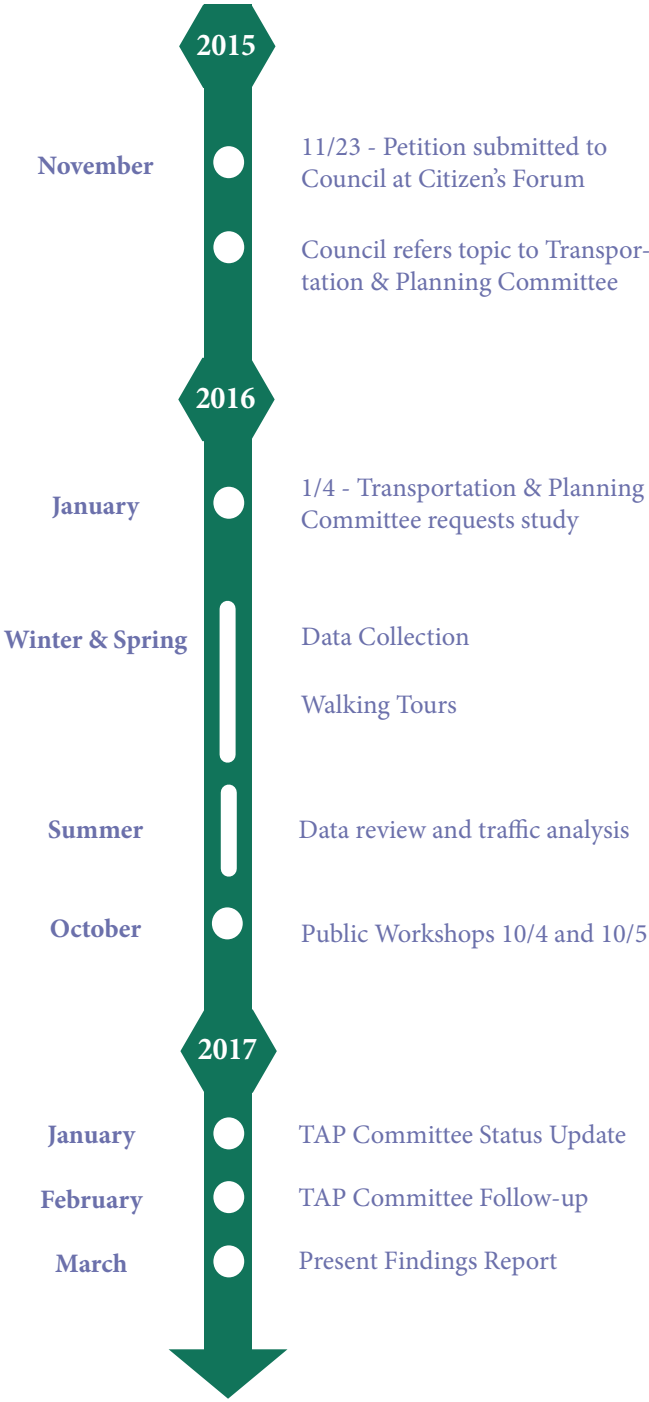 2015
November
11/23 - Petition submitted to
Council at Citizen's Forum
Council refers topic to Transpor-
tation & Planning Committee
2016
January
1/4 - Transportation & Planning
Committee requests study
Winter & Spring
Data Collection
Walking Tours
Summer
Data review and traffic analysis
October
Public Workshops 10/4 and 10/5
2017
January
TAP Committee Status Update
February
TAP Committee Follow-up
March
Present Findings Report